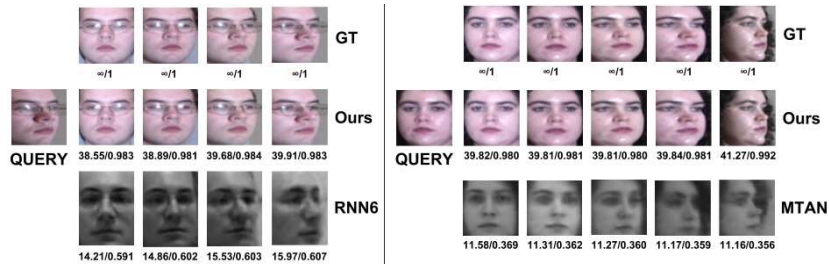 GT
∞/1 ∞/1 ∞/1 ∞/1
Ours
QUERY
38.55/0.983 38.89/0.981 39.68/0.984 39.91/0.983
RNN6
14.21/0.591 14.86/0.602 15.53/0.603 15.97/0.607
GT
∞/1 ∞/1 ∞/1 ∞/1 ∞/1
Ours
QUERY
39.82/0.980 39.81/0.981 39.81/0.980 39.84/0.981 41.27/0.992
MTAN
11.58/0.369 11.31/0.362 11.27/0.360 11.17/0.359 11.16/0.356